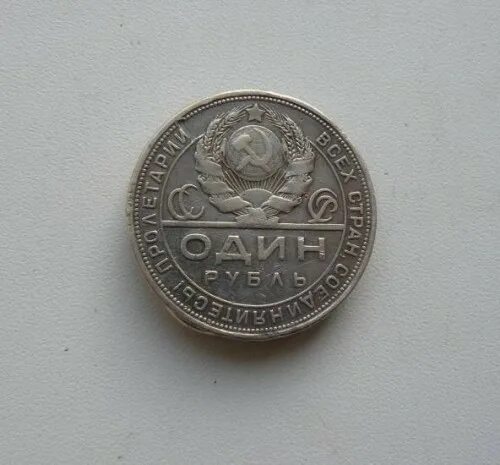 ПРОЛЕТАРИИ ВСЕХ СТРАН, СОЕДИНЯЙТЕСЬ!
СССР
ОДИН
РУБЛЬ